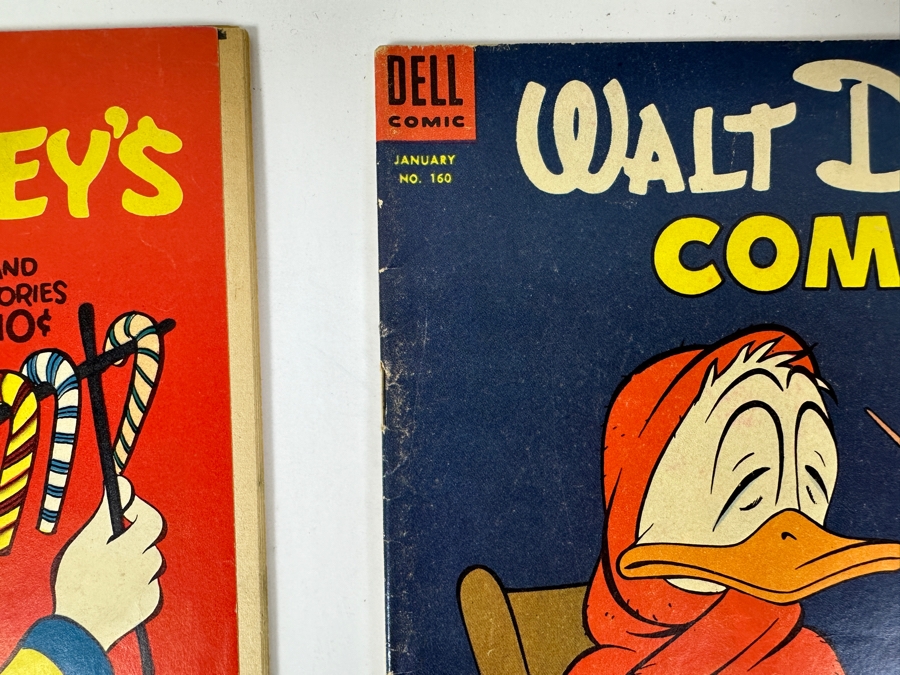 EY'S
AND
ORIES
10¢
DELL
COMIC
JANUARY
NO. 160
WALT D
COM